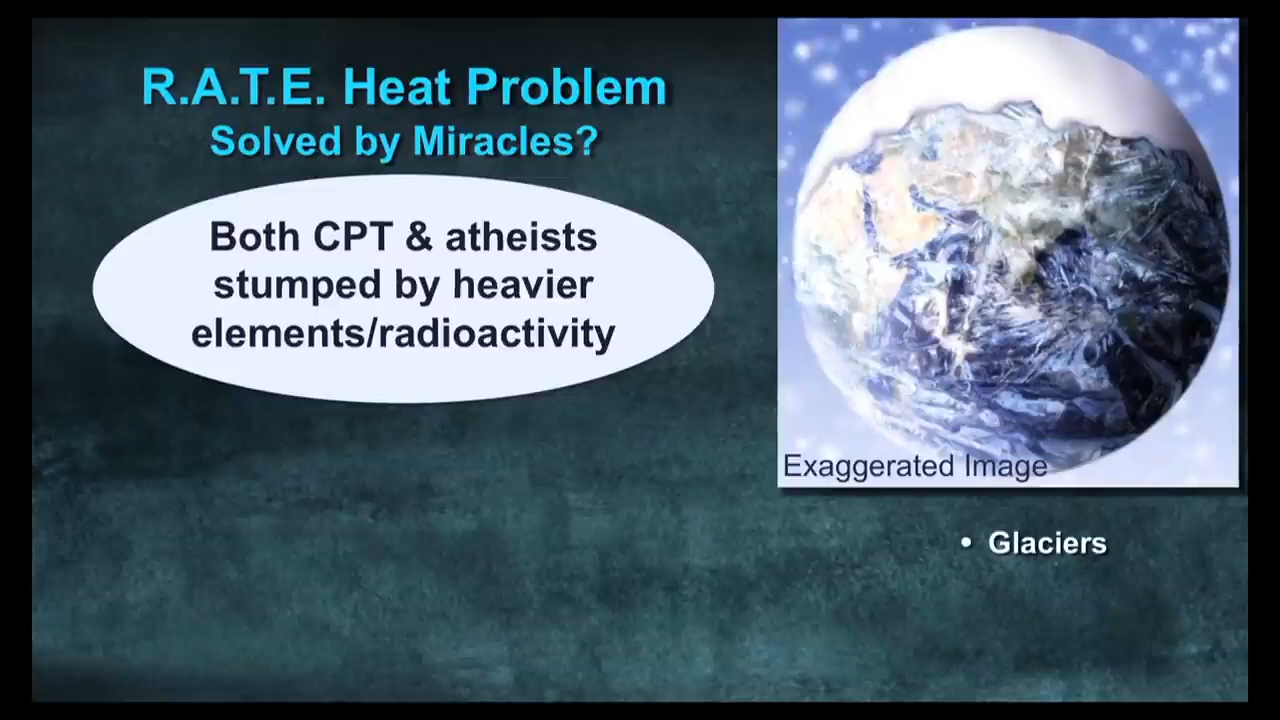 R.A.T.E. Heat Problem
Solved by Miracles?
Both CPT & atheists
stumped by heavier
elements/radioactivity
Exaggerated Image
• Glaciers